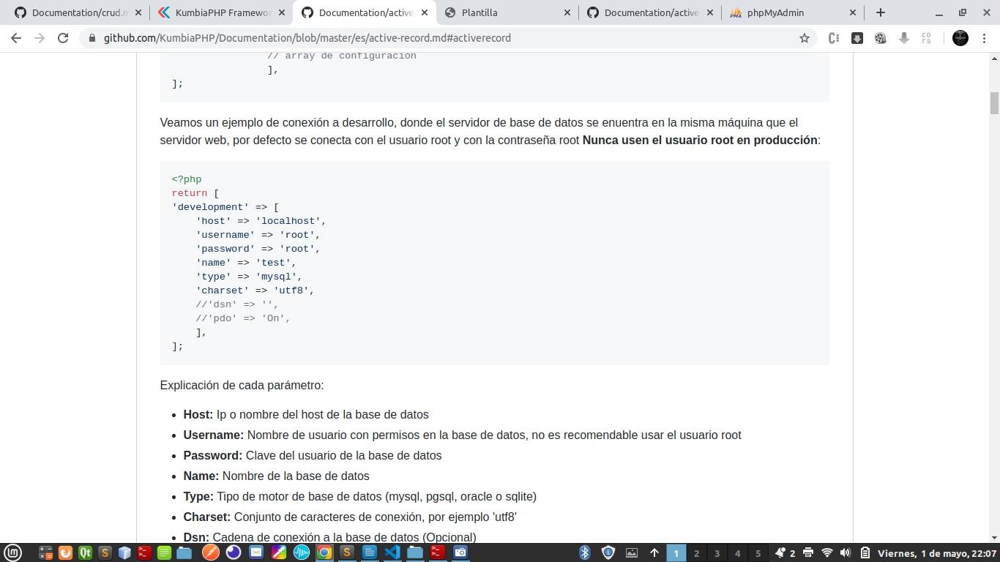 Documentation/crud.m
KumbiaPHP Framewor
Documentation/active
Plantilla
Documentation/active
phpMyAdmin
github.com/KumbiaPHP/Documentation/blob/master/es/active-record.md#activerecord
// array de configuracion
],
];
Veamos un ejemplo de conexión a desarrollo, donde el servidor de base de datos se enuentra en la misma máquina que el
servidor web, por defecto se conecta con el usuario root y con la contraseña root Nunca usen el usuario root en producción:
<?php
return [
'development' => [
'host' => 'localhost',
'username' => 'root',
'password' => 'root',
'name' => 'test',
'type' => 'mysql',
'charset' => 'utf8',
//'dsn' => '',
//'pdo' => 'On',
],
];
Explicación de cada parámetro:
Host: Ip o nombre del host de la base de datos
Username: Nombre de usuario con permisos en la base de datos, no es recomendable usar el usuario root
Password: Clave del usuario de la base de datos
Name: Nombre de la base de datos
Type: Tipo de motor de base de datos (mysql, pgsql, oracle o sqlite)
Charset: Conjunto de caracteres de conexión, por ejemplo 'utf8'
Dsn: Cadena de conexión a la base de datos (Opcional)
1 2 3 4 5 2 Viernes, 1 de mayo, 22:07